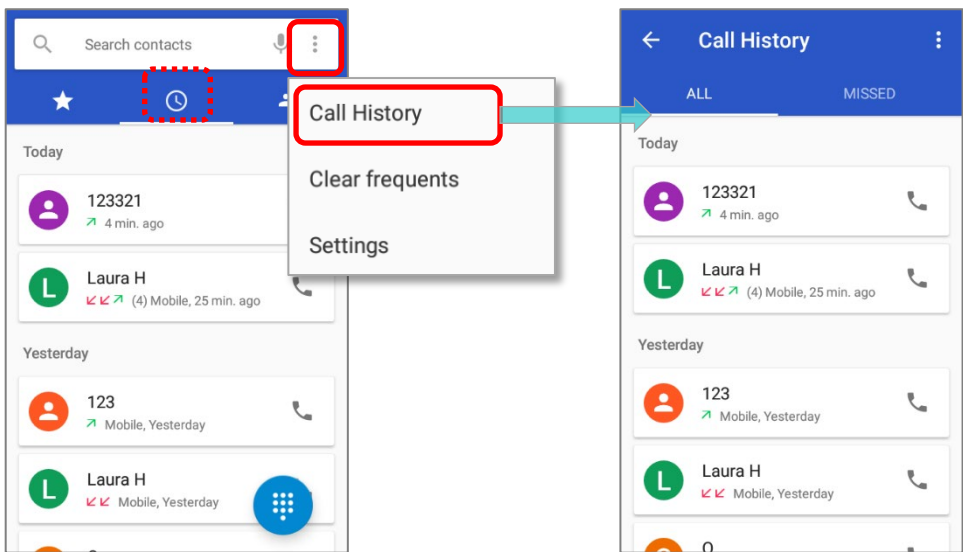 Search contacts
Today
123321
4 min. ago
L
Laura H
(4) Mobile, 25 min. ago
Yesterday
123
Mobile, Yesterday
L
Laura H
Mobile, Yesterday
Call History
Clear frequents
Settings
Call History
ALL
MISSED
Today
123321
4 min. ago
L
Laura H
(4) Mobile, 25 min. ago
Yesterday
123
Mobile, Yesterday
L
Laura H
Mobile, Yesterday